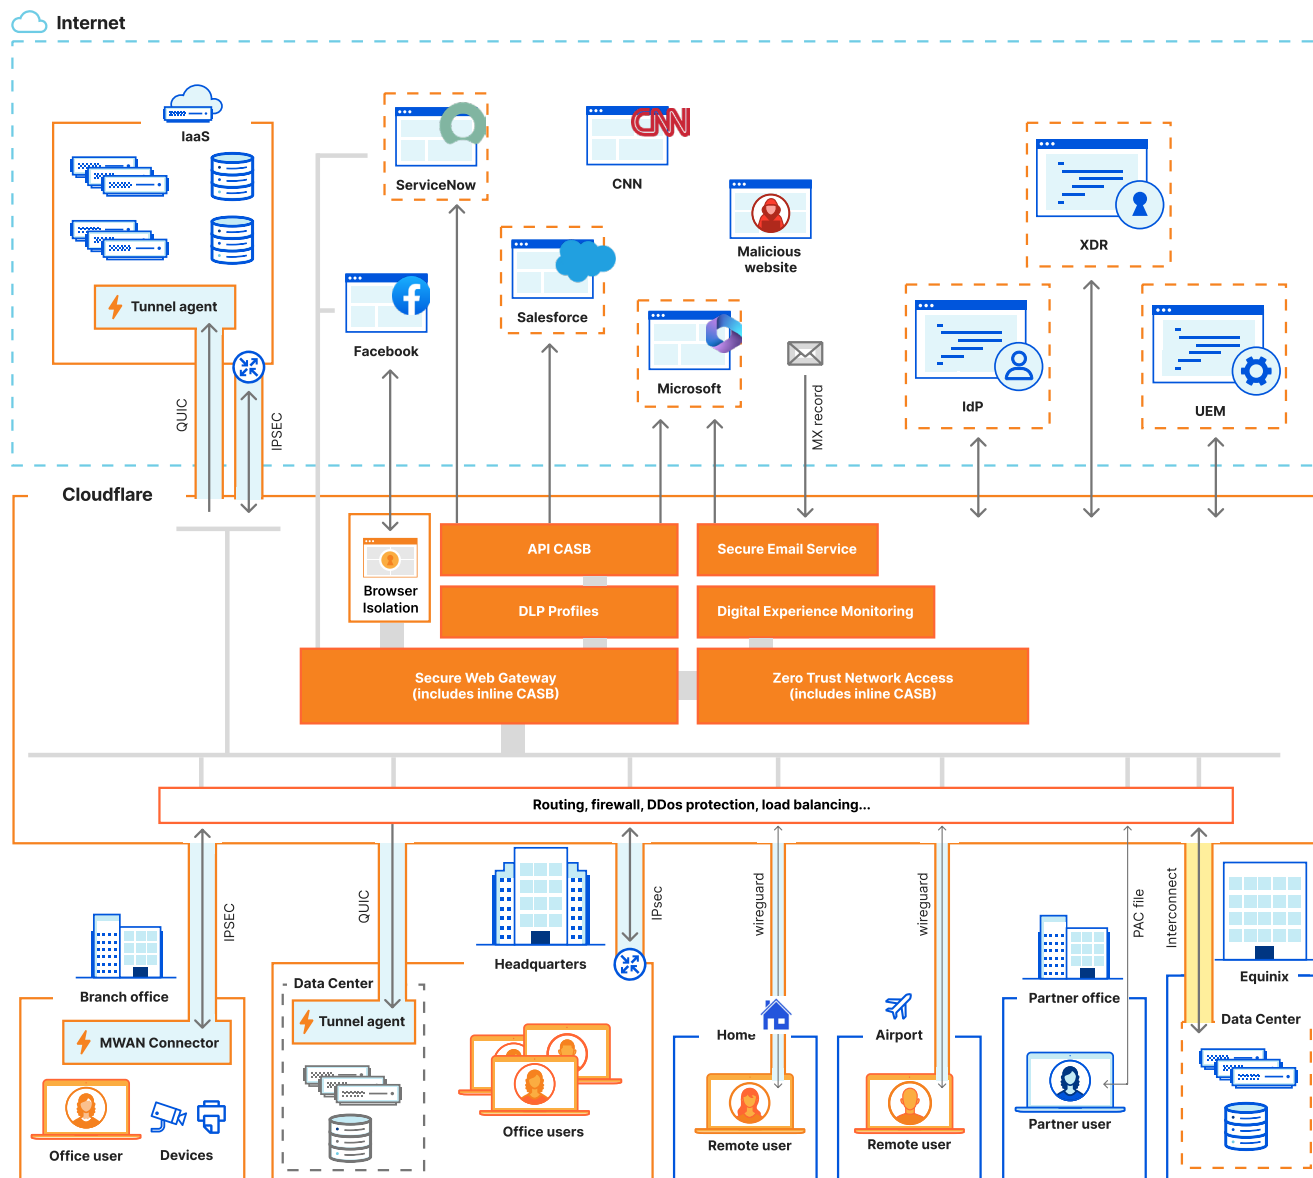 Internet
IaaS
ServiceNow
CNN
CNN
XDR
Malicious
website
Tunnel agent
Salesforce
Facebook
Microsoft
IdP
UEM
QUIC
IPSEC
MX record
Cloudflare
Browser
Isolation
API CASB
Secure Email Service
DLP Profiles
Digital Experience Monitoring
Secure Web Gateway
(includes inline CASB)
Zero Trust Network Access
(includes inline CASB)
Routing, firewall, DDos protection, load balancing...
IPSEC
QUIC
IPsec
wireguard
wireguard
PAC file
Interconnect
Branch office
Headquarters
Data Center
Partner office
Equinix
MWAN Connector
Tunnel agent
Home
Airport
Data Center
Office user
Devices
Office users
Remote user
Remote user
Partner user